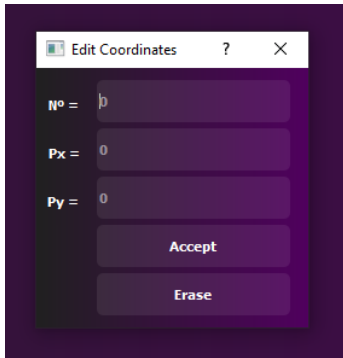 Edit Coordinates ?
Nº = 0
Px = 0
Py = 0
Accept
Erase